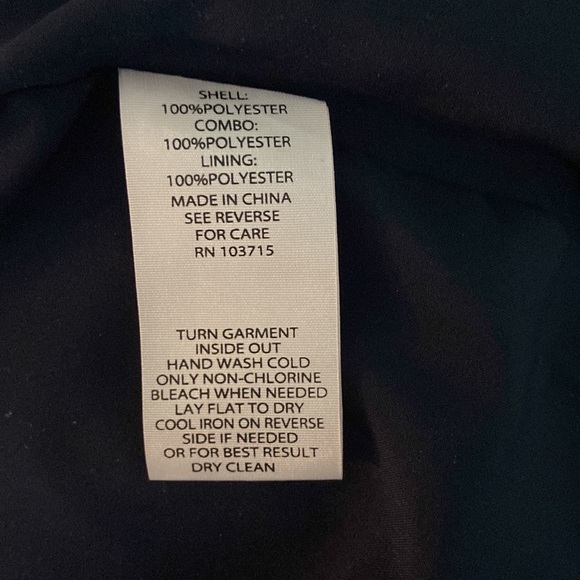 SHELL:
100%POLYESTER
COMBO:
100%POLYESTER
LINING:
100%POLYESTER
MADE IN CHINA
SEE REVERSE
FOR CARE
RN 103715
TURN GARMENT
INSIDE OUT
HAND WASH COLD
ONLY NON-CHLORINE
BLEACH WHEN NEEDED
LAY FLAT TO DRY
COOL IRON ON REVERSE
SIDE IF NEEDED
OR FOR BEST RESULT
DRY CLEAN